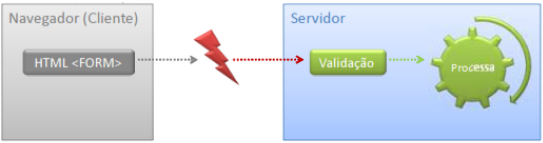 Navegador (Cliente)
Servidor
HTML <FORM>
Validação
Processa